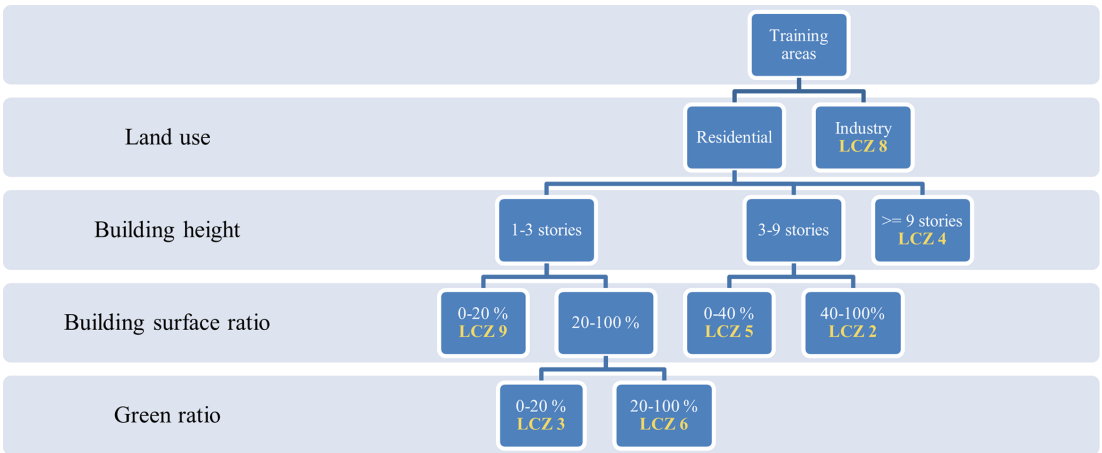 Training
areas
Land use
Residential
Industry
LCZ 8
Building height
1-3 stories
3-9 stories
>= 9 stories
LCZ 4
Building surface ratio
0-20 %
LCZ 9
20-100 %
0-40 %
LCZ 5
40-100%
LCZ 2
Green ratio
0-20 %
LCZ 3
20-100 %
LCZ 6